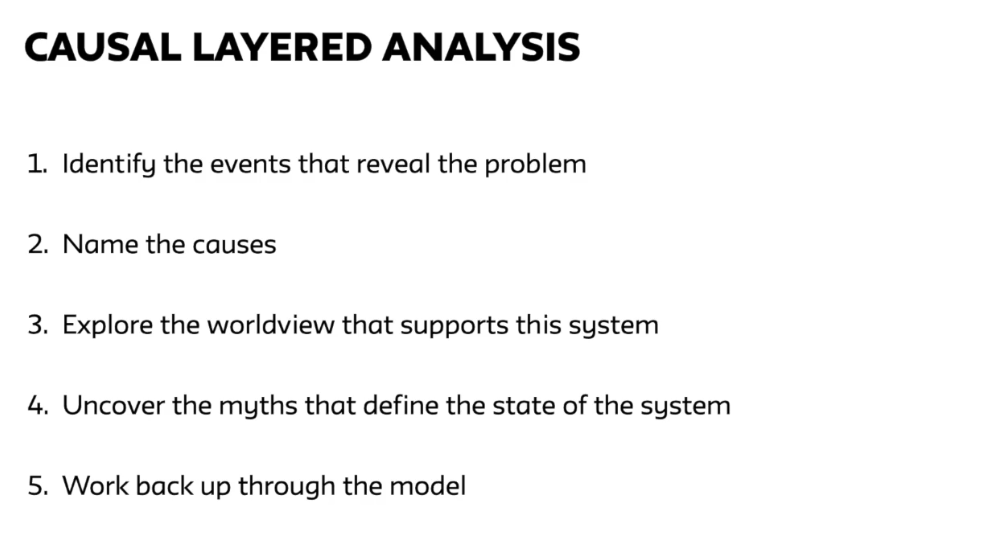 CAUSAL LAYERED ANALYSIS
1. Identify the events that reveal the problem
2. Name the causes
3. Explore the worldview that supports this system
4. Uncover the myths that define the state of the system
5. Work back up through the model